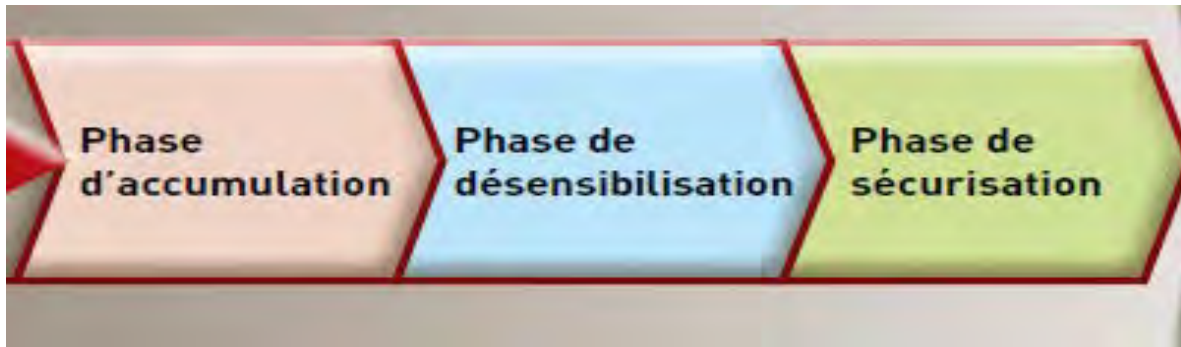 Phase
d'accumulation
Phase de
désensibilisation
Phase de
sécurisation